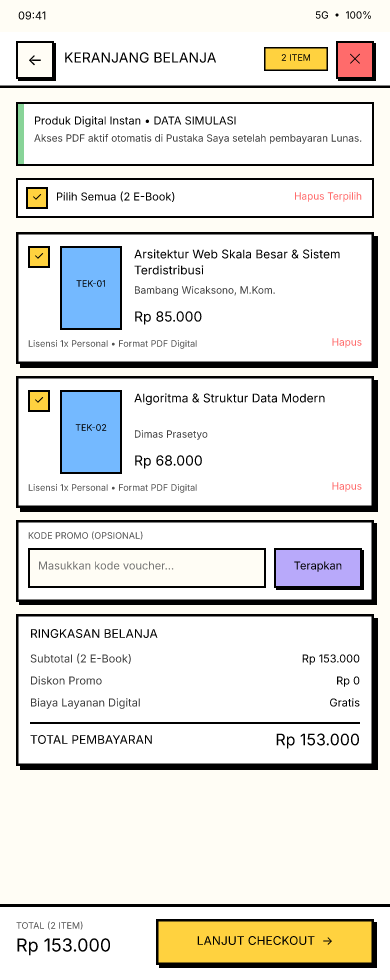 09:41
5G • 100%
← KERANJANG BELANJA
2 ITEM
Produk Digital Instan • DATA SIMULASI
Akses PDF aktif otomatis di Pustaka Saya setelah pembayaran Lunas.
Pilih Semua (2 E-Book)
Hapus Terpilih
TEK-01
Arsitektur Web Skala Besar & Sistem
Terdistribusi
Bambang Wicaksono, M.Kom.
Rp 85.000
Lisensi 1x Personal • Format PDF Digital
Hapus
TEK-02
Algoritma & Struktur Data Modern
Dimas Prasetyo
Rp 68.000
Lisensi 1x Personal • Format PDF Digital
Hapus
KODE PROMO (OPSIONAL)
Masukkan kode voucher...
Terapkan
RINGKASAN BELANJA
Subtotal (2 E-Book)
Rp 153.000
Diskon Promo
Rp 0
Biaya Layanan Digital
Gratis
TOTAL PEMBAYARAN
Rp 153.000
TOTAL (2 ITEM)
Rp 153.000
LANJUT CHECKOUT →